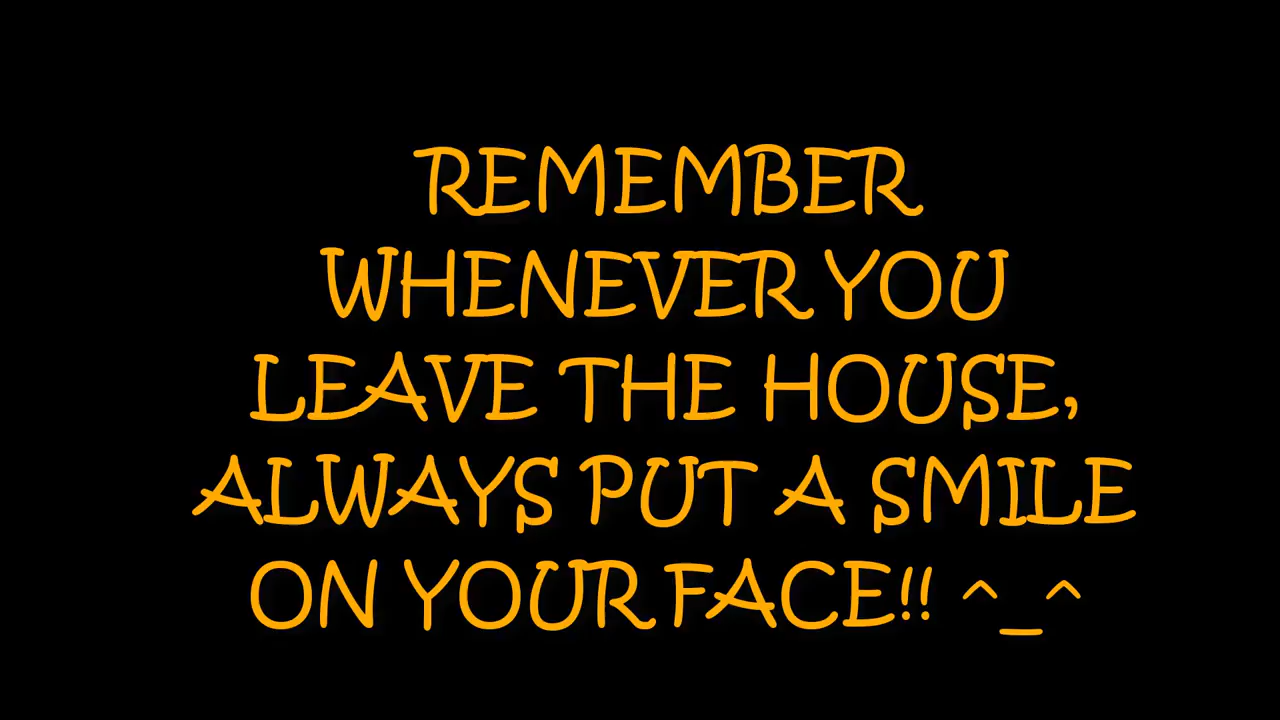 REMEMBER
WHENEVER YOU
LEAVE THE HOUSE,
ALWAYS PUT A SMILE
ON YOUR FACE!! ^_^